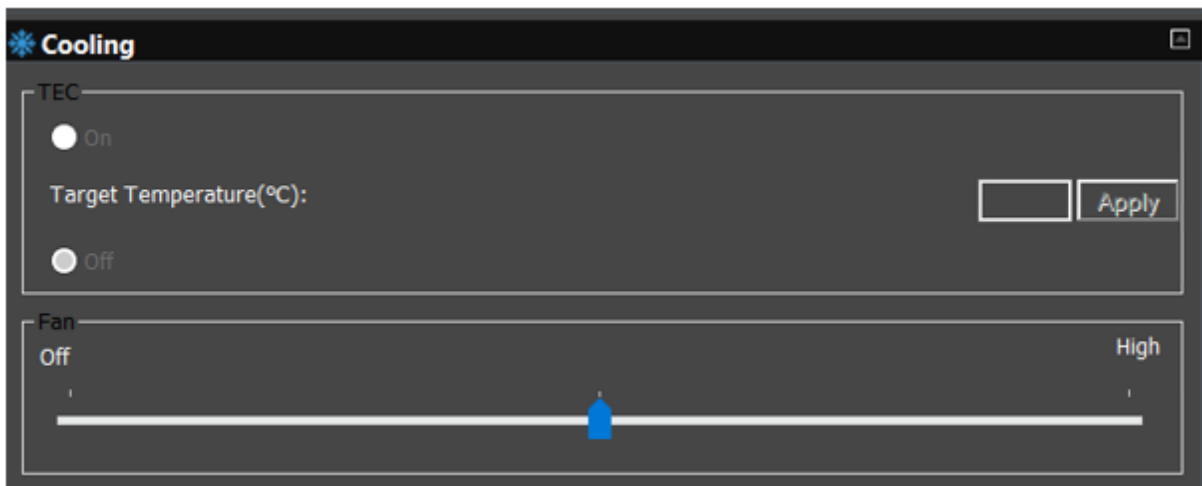 Cooling
TEC
On
Target Temperature(°C):
Apply
Off
Fan
Off
High